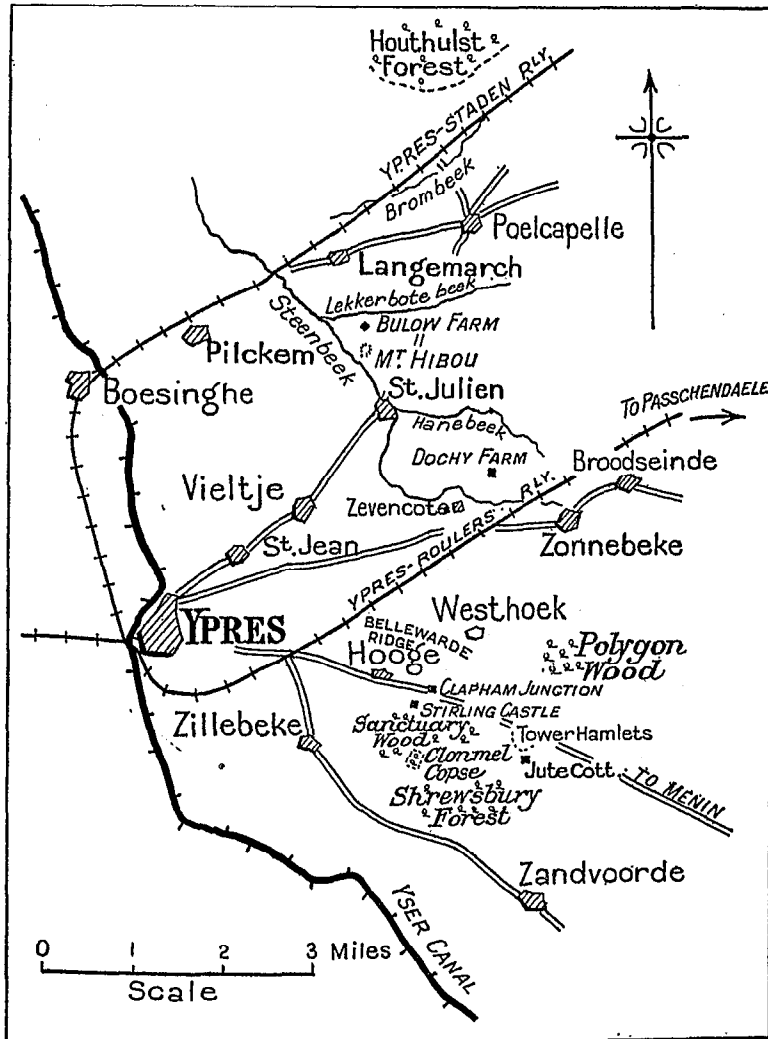 Houthulst
Forest
YPRES-STADEN RLY.
Brombeek
Poelcapelle
Langemarch
Lekkerbote beek
Steenbeek
BULOW FARM
Pilckem
MT. HIBOU
Boesinghe
St. Julien
TO PASSCHENDAELE
Hanebeek
DOCHY FARM
Broodseinde
Vieltje
Zevencoten
St. Jean
Zonnebeke
YPRES-ROULERS RLY.
YPRES
BELLEWARDE
RIDGE
Westhoek
Hooge
Polygon
Wood
CLAPHAM JUNCTION
Zillebeke
STIRLING CASTLE
Sanctuary
Wood
Tower Hamlets
Clonmel
Copse
Jute Cott.
TO MENIN
Shrewsbury
Forest
Zandvoorde
YSER CANAL
0 1 2 3 Miles
Scale